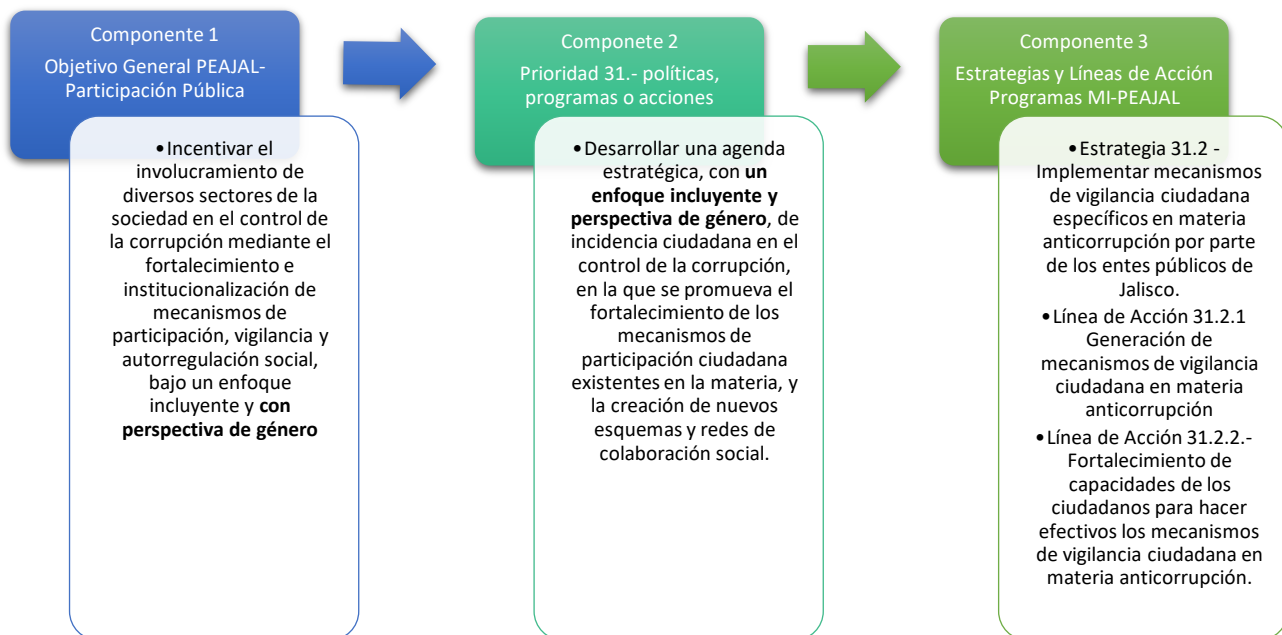 Componente 1
Objetivo General PEAJAL-
Participación Pública
•Incentivar el
involucramiento de
diversos sectores de la
sociedad en el control de
la corrupción mediante el
fortalecimiento e
institucionalización de
mecanismos de
participación, vigilancia y
autorregulación social,
bajo un enfoque
incluyente y con
perspectiva de género
Componete 2
Prioridad 31.- políticas,
programas o acciones
•Desarrollar una agenda
estratégica, con un
enfoque incluyente y
perspectiva de género, de
incidencia ciudadana en el
control de la corrupción,
en la que se promueva el
fortalecimiento de los
mecanismos de
participación ciudadana
existentes en la materia, y
la creación de nuevos
esquemas y redes de
colaboración social.
Componente 3
Estrategias y Líneas de Acción
Programas MI-PEAJAL
•Estrategia 31.2 -
Implementar mecanismos
de vigilancia ciudadana
específicos en materia
anticorrupción por parte
de los entes públicos de
Jalisco.
•Línea de Acción 31.2.1
Generación de
mecanismos de vigilancia
ciudadana en materia
anticorrupción
•Línea de Acción 31.2.2.-
Fortalecimiento de
capacidades de los
ciudadanos para hacer
efectivos los mecanismos
de vigilancia ciudadana en
materia anticorrupción.